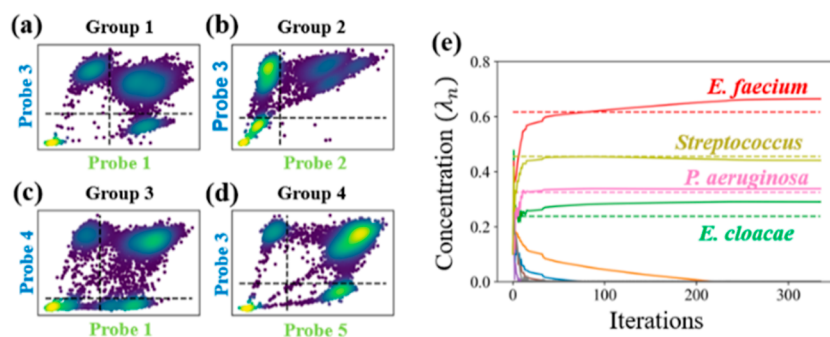 (a) Group 1
Probe 3
Probe 1
(b) Group 2
Probe 3
Probe 2
(c) Group 3
Probe 4
Probe 1
(d) Group 4
Probe 3
Probe 5
(e)
Concentration (λn)
0.8
0.6
0.4
0.2
0.0
E. faecium
Streptococcus
P. aeruginosa
E. cloacae
0 100 200 300
Iterations